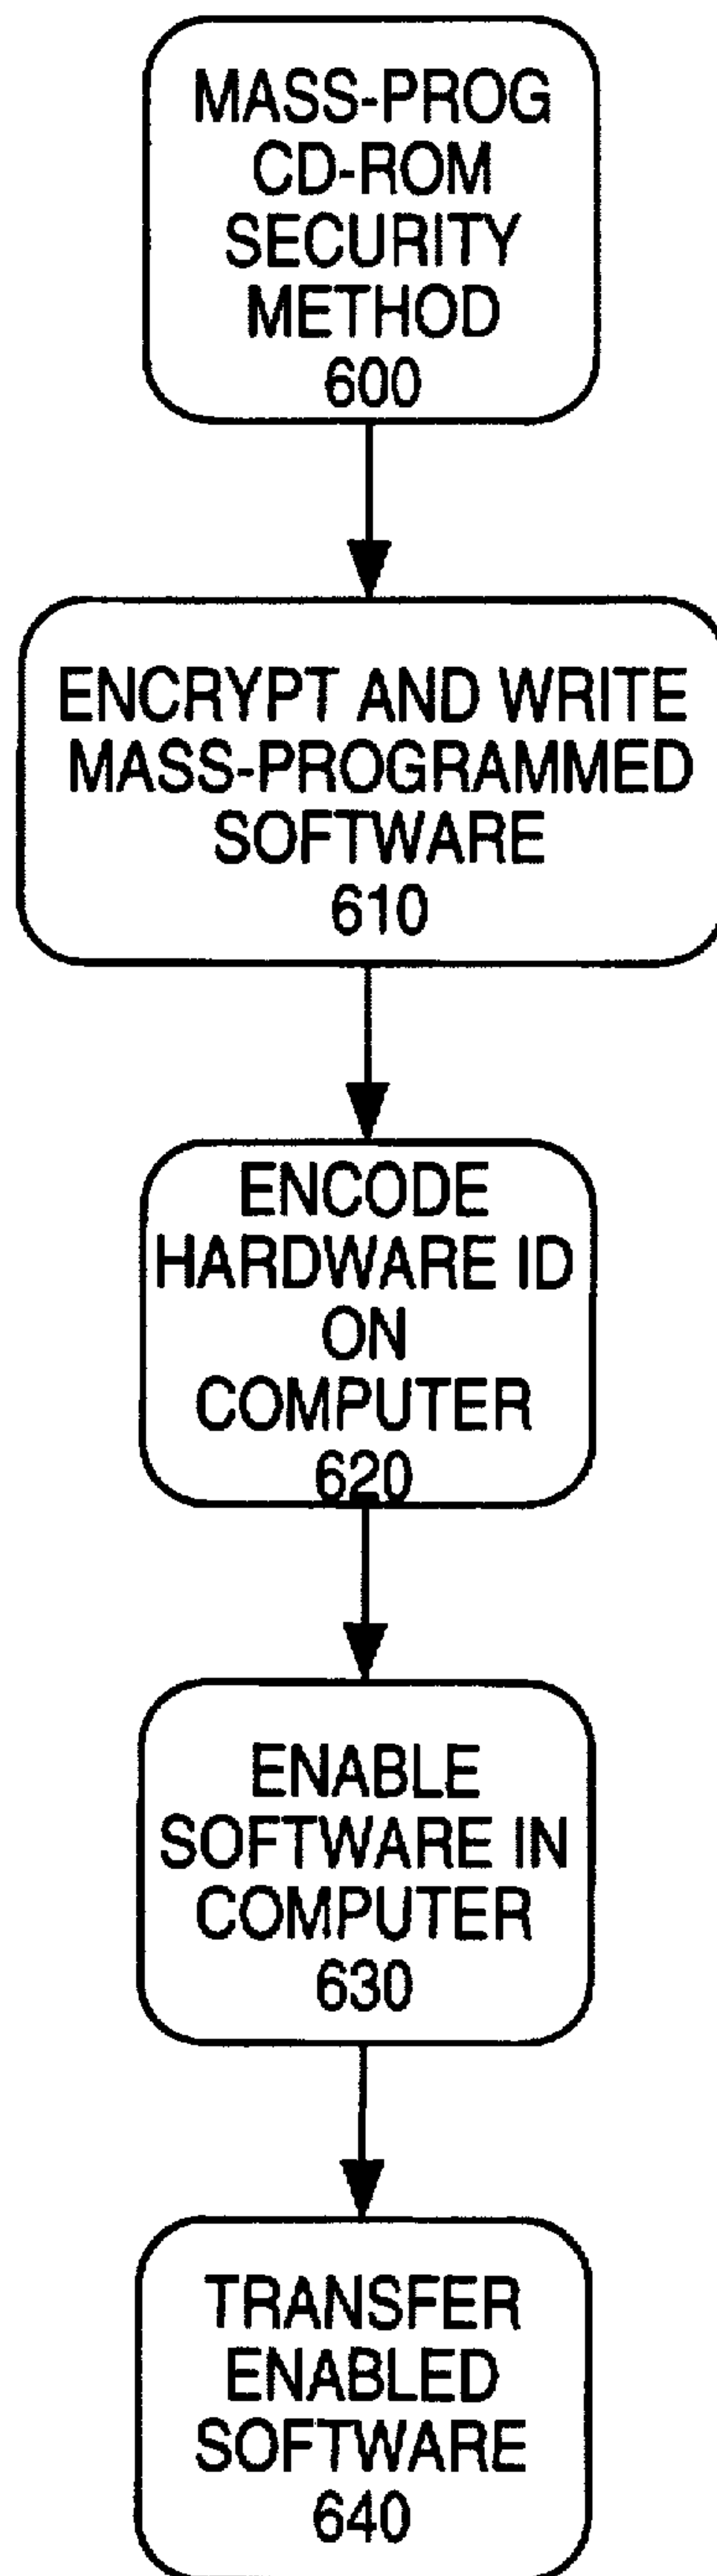 MASS-PROG
CD-ROM
SECURITY
METHOD
600
ENCRYPT AND WRITE
MASS-PROGRAMMED
SOFTWARE
610
ENCODE
HARDWARE ID
ON
COMPUTER
620
ENABLE
SOFTWARE IN
COMPUTER
630
TRANSFER
ENABLED
SOFTWARE
640